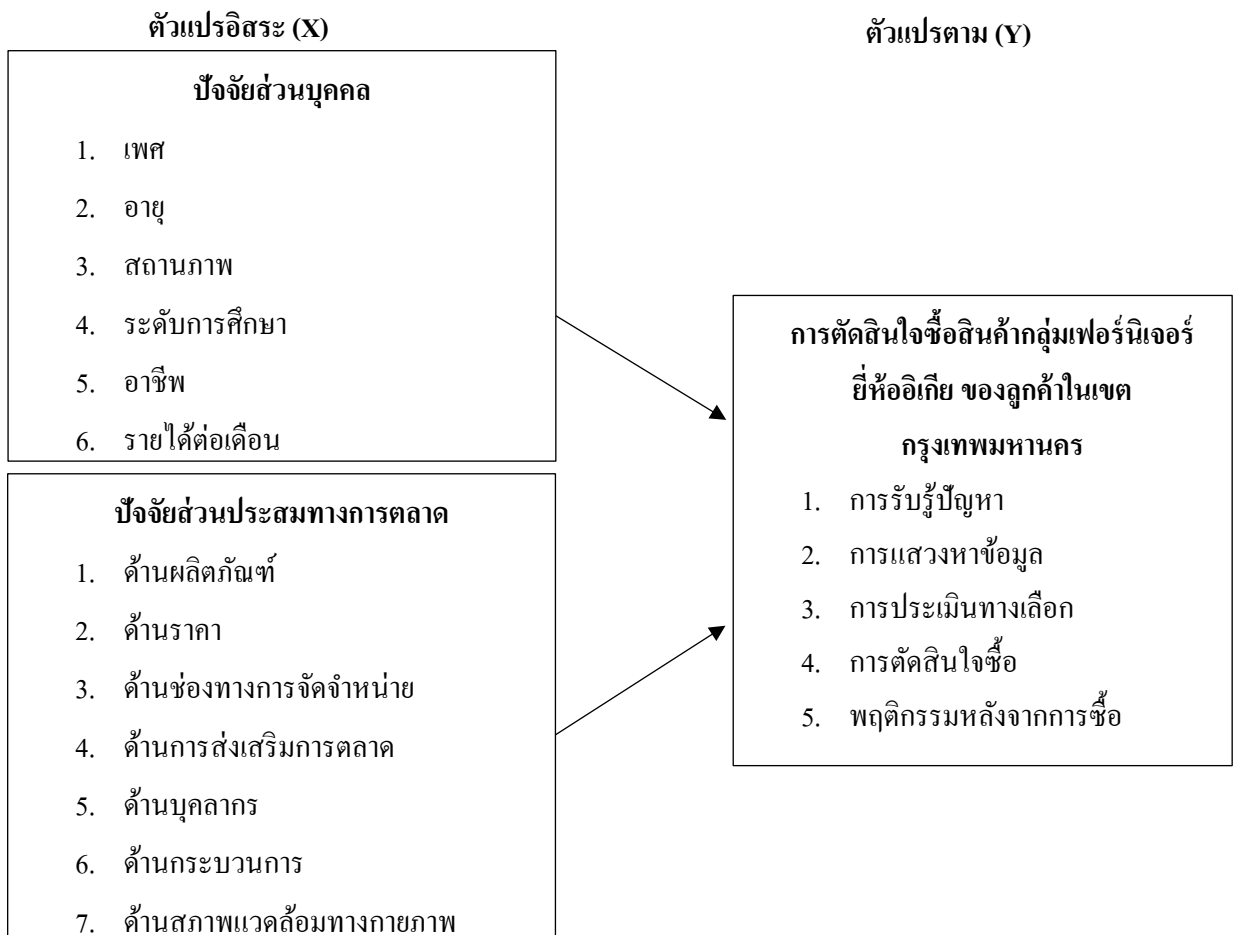 ตัวแปรอิสระ (X)
ตัวแปรตาม (Y)
ปัจจัยส่วนบุคคล
1. เพศ
2. อายุ
3. สถานภาพ
4. ระดับการศึกษา
5. อาชีพ
6. รายได้ต่อเดือน
ปัจจัยส่วนประสมทางการตลาด
1. ด้านผลิตภัณฑ์
2. ด้านราคา
3. ด้านช่องทางการจัดจำหน่าย
4. ด้านการส่งเสริมการตลาด
5. ด้านบุคลากร
6. ด้านกระบวนการ
7. ด้านสภาพแวดล้อมทางกายภาพ
การตัดสินใจซื้อสินค้ากลุ่มเฟอร์นิเจอร์
ยี่ห้ออิเกีย ของลูกค้าในเขต
กรุงเทพมหานคร
1. การรับรู้ปัญหา
2. การแสวงหาข้อมูล
3. การประเมินทางเลือก
4. การตัดสินใจซื้อ
5. พฤติกรรมหลังจากการซื้อ